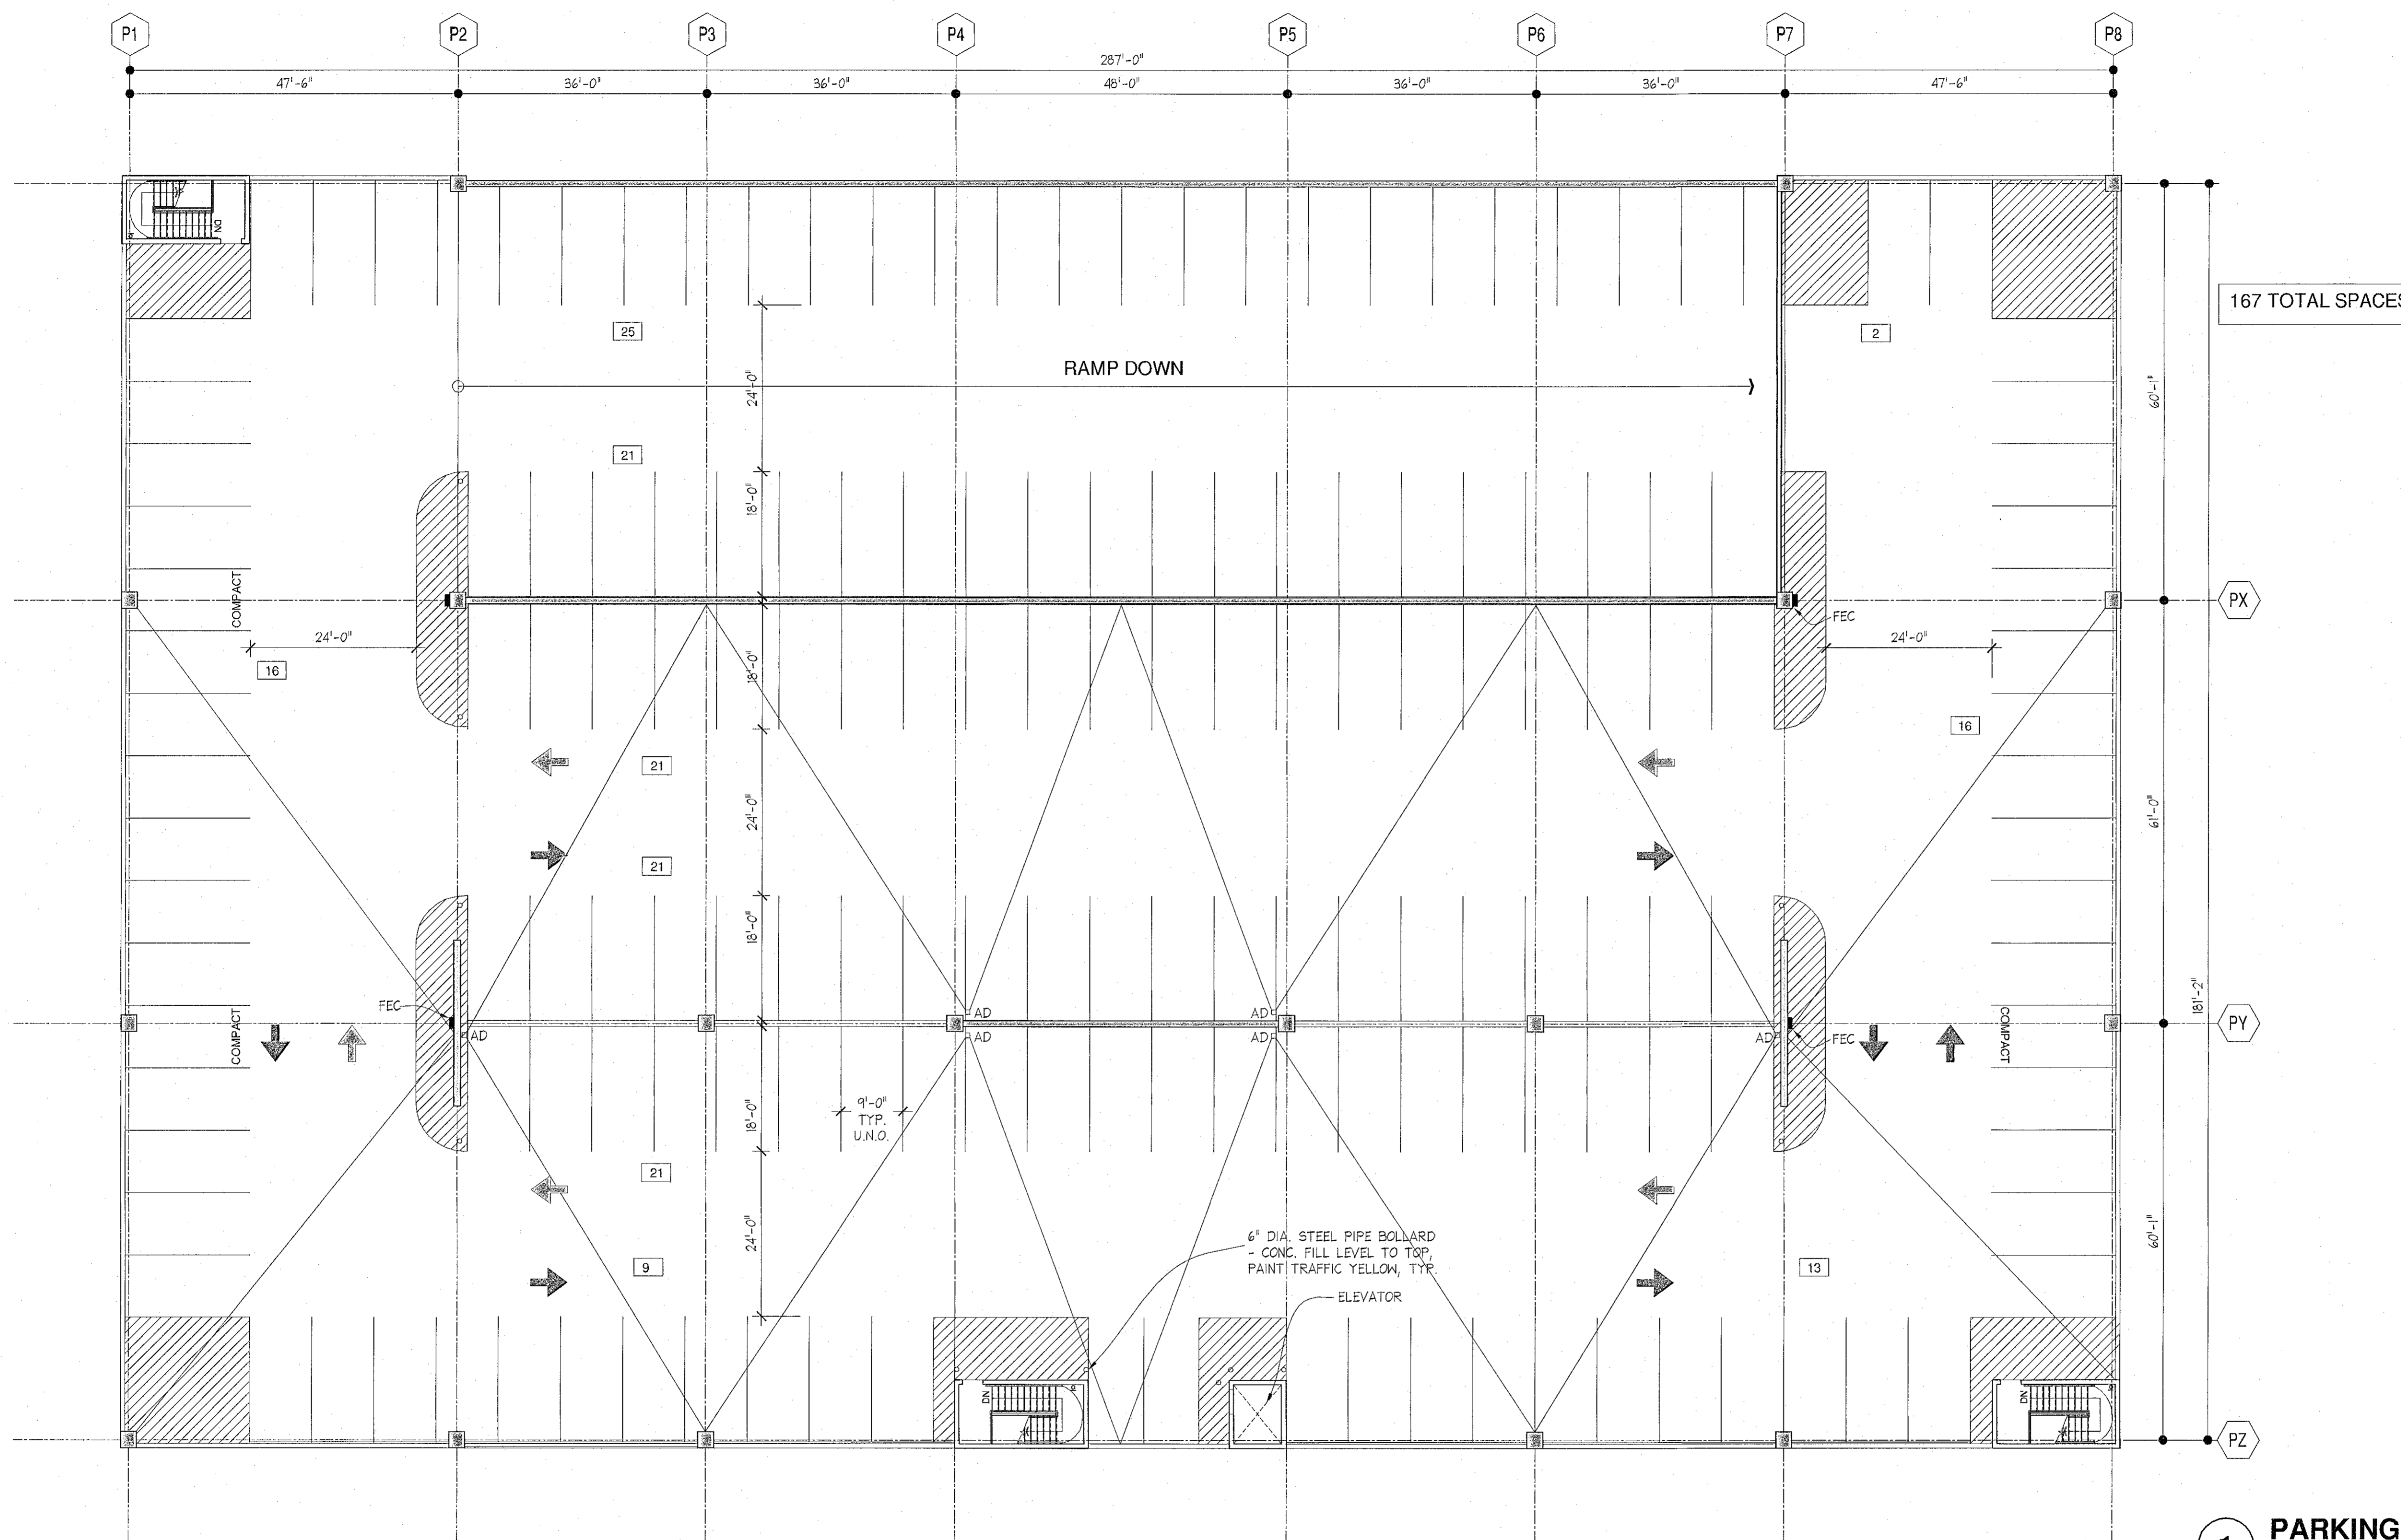 P1 P2 P3 P4 P5 P6 P7 P8
287'-0"
47'-6" 36'-0" 36'-0" 48'-0" 36'-0" 36'-0" 47'-6"
DN
167 TOTAL SPACES
25
2
RAMP DOWN
24'-0"
60'-1"
21
18'-0"
COMPACT
PX
FEC
24'-0"
24'-0"
16
18'-0"
16
21
24'-0"
61'-0"
21
18'-0"
181'-2"
FEC
AD
AD
COMPACT
COMPACT
PY
AD
AD
AD
AD
FEC
9'-0"
TYP.
U.N.O.
18'-0"
21
24'-0"
60'-1"
6" DIA. STEEL PIPE BOLLARD
- CONC. FILL LEVEL TO TOP,
PAINT TRAFFIC YELLOW, TYP.
9
13
ELEVATOR
DN
DN
PZ
1
PARKING